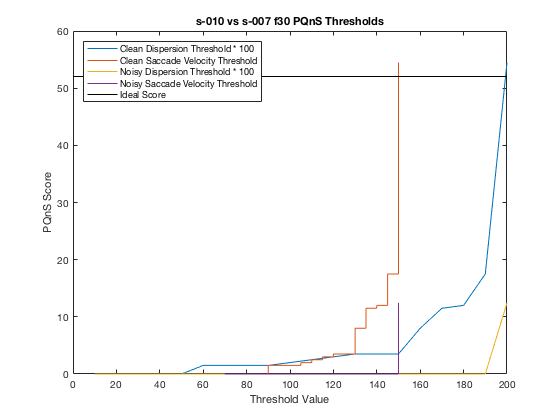 s-010 vs s-007 f30 PQnS Thresholds
60
50
40
30
20
10
0
PQnS Score
Clean Dispersion Threshold * 100
Clean Saccade Velocity Threshold
Noisy Dispersion Threshold * 100
Noisy Saccade Velocity Threshold
Ideal Score
0 20 40 60 80 100 120 140 160 180 200
Threshold Value